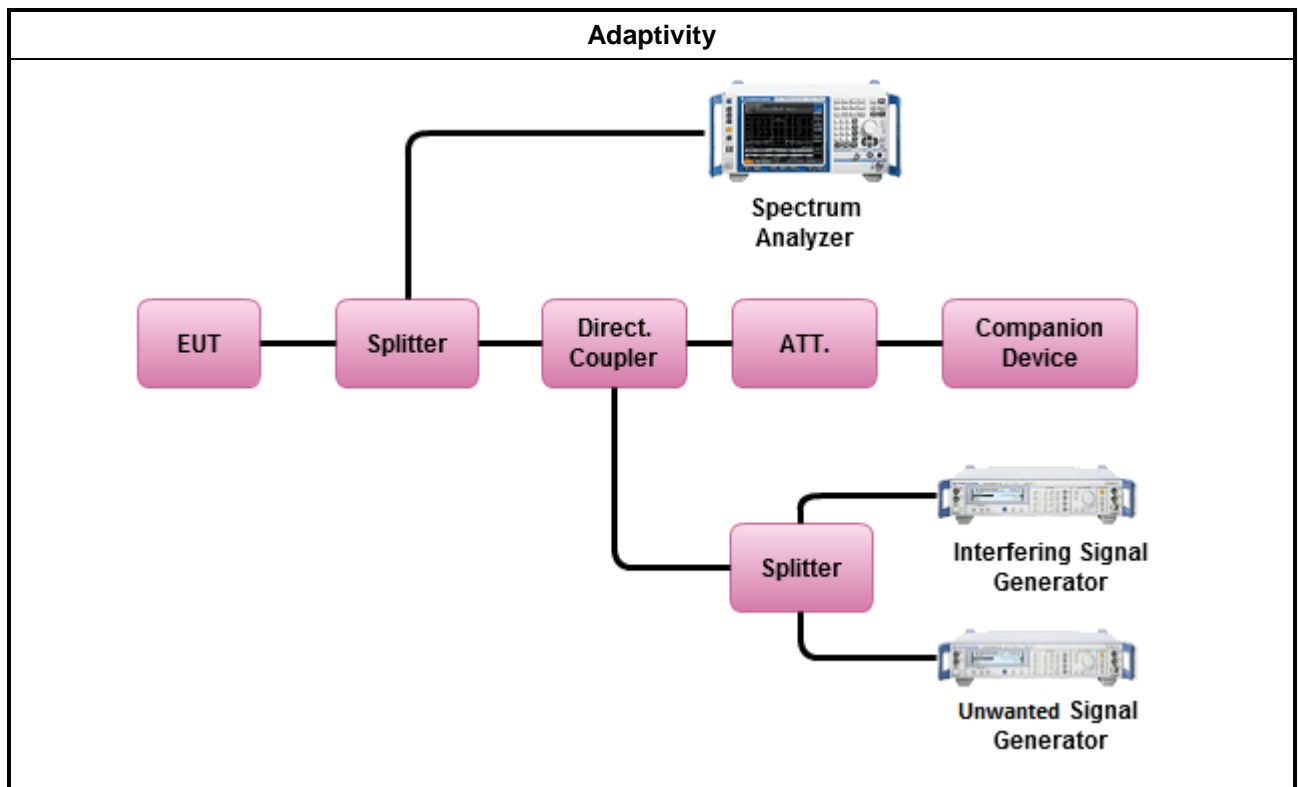 Adaptivity
Spectrum
Analyzer
EUT
Splitter
Direct.
Coupler
ATT.
Companion
Device
Splitter
Interfering Signal
Generator
Unwanted Signal
Generator